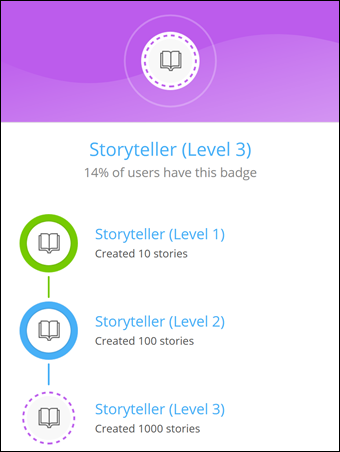 Storyteller (Level 3)
14% of users have this badge
Storyteller (Level 1)
Created 10 stories
Storyteller (Level 2)
Created 100 stories
Storyteller (Level 3)
Created 1000 stories